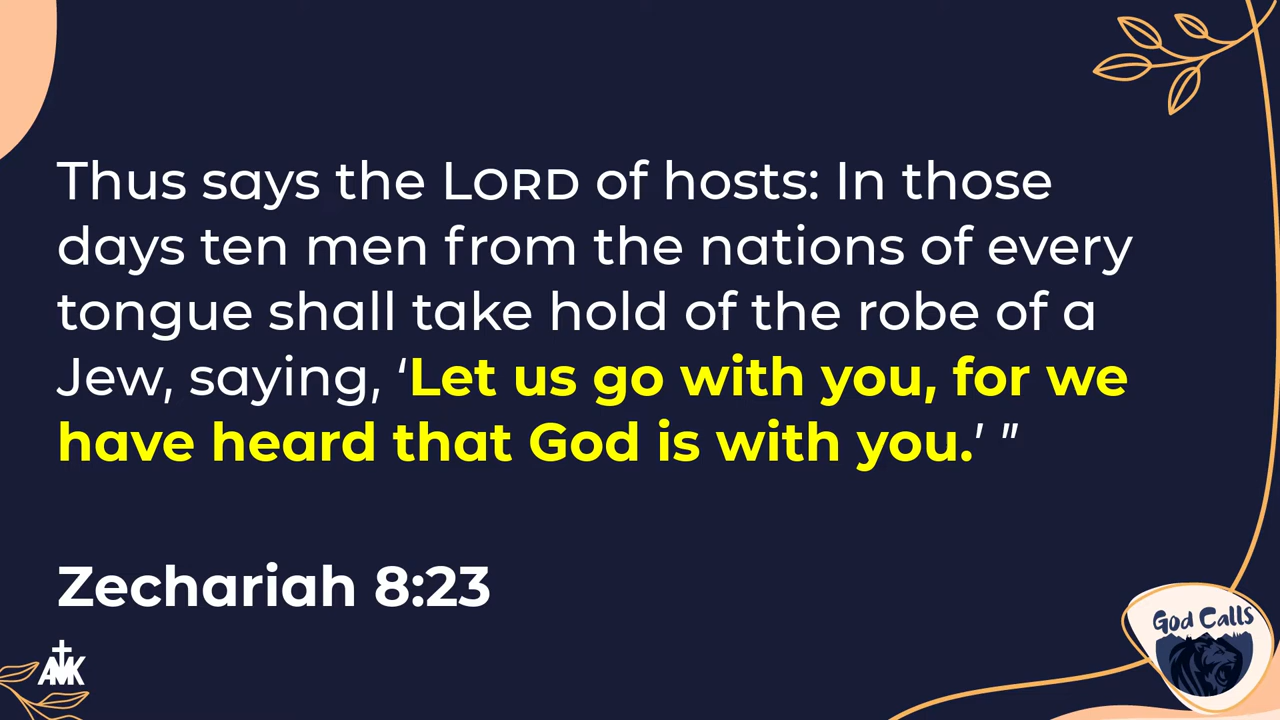 Thus says the LORD of hosts: In those
days ten men from the nations of every
tongue shall take hold of the robe of a
Jew, saying, ‘Let us go with you, for we
have heard that God is with you.’ ”
Zechariah 8:23
AMK
God Calls